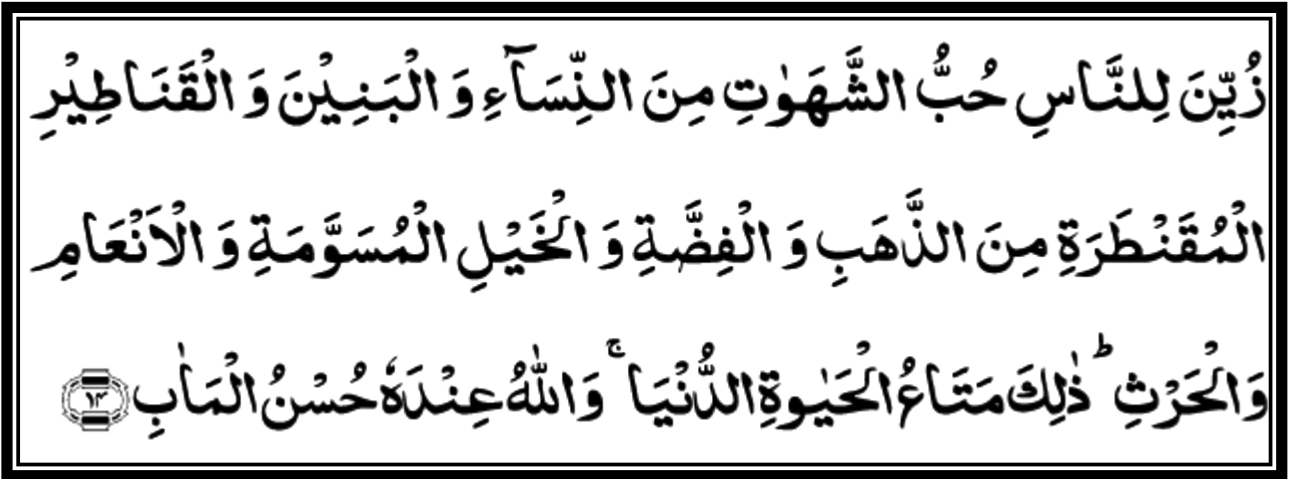 زُيِّنَ لِلنَّاسِ حُبُّ الشَّهَوٰتِ مِنَ النِّسَآءِ وَ الْبَنِيْنَ وَ الْقَنَاطِيْرِ
الْمُقَنْطَرَةِ مِنَ الذَّهَبِ وَ الْفِضَّةِ وَ الْخَيْلِ الْمُسَوَّمَةِ وَ الْاَنْعَامِ
وَ الْحَرْثِ ؕ ذٰلِكَ مَتَاعُ الْحَيٰوةِ الدُّنْيَا ۚ وَ اللّٰهُ عِنْدَهٗ حُسْنُ الْمَاٰبِ ۝۱۴